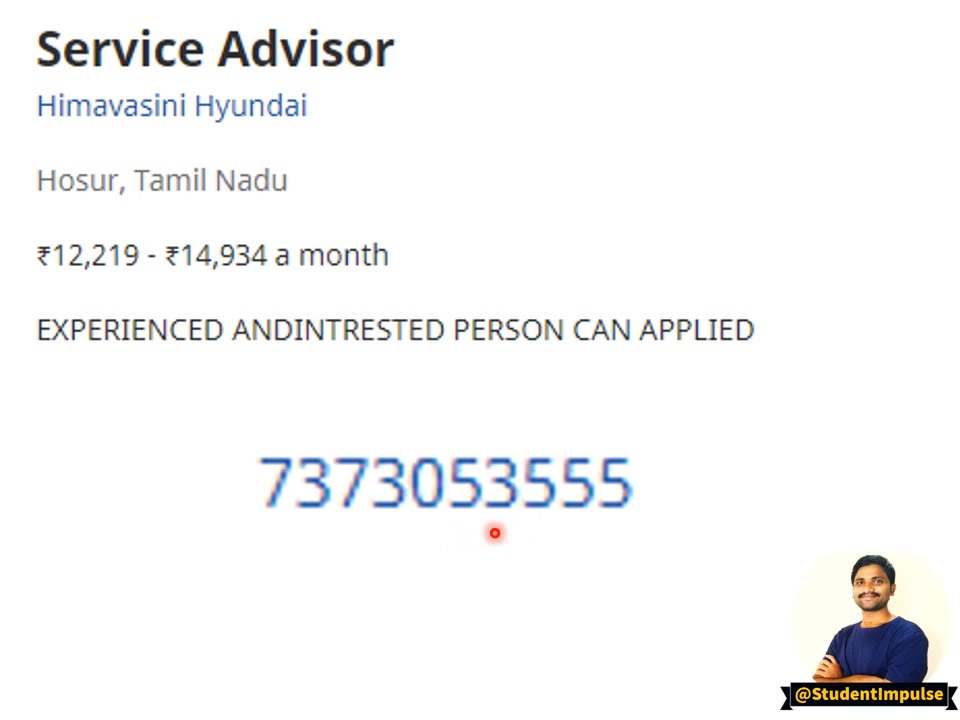 Service Advisor
Himavasini Hyundai
Hosur, Tamil Nadu
₹12,219 - ₹14,934 a month
EXPERIENCED ANDINTRESTED PERSON CAN APPLIED
7373053555
@StudentImpulse